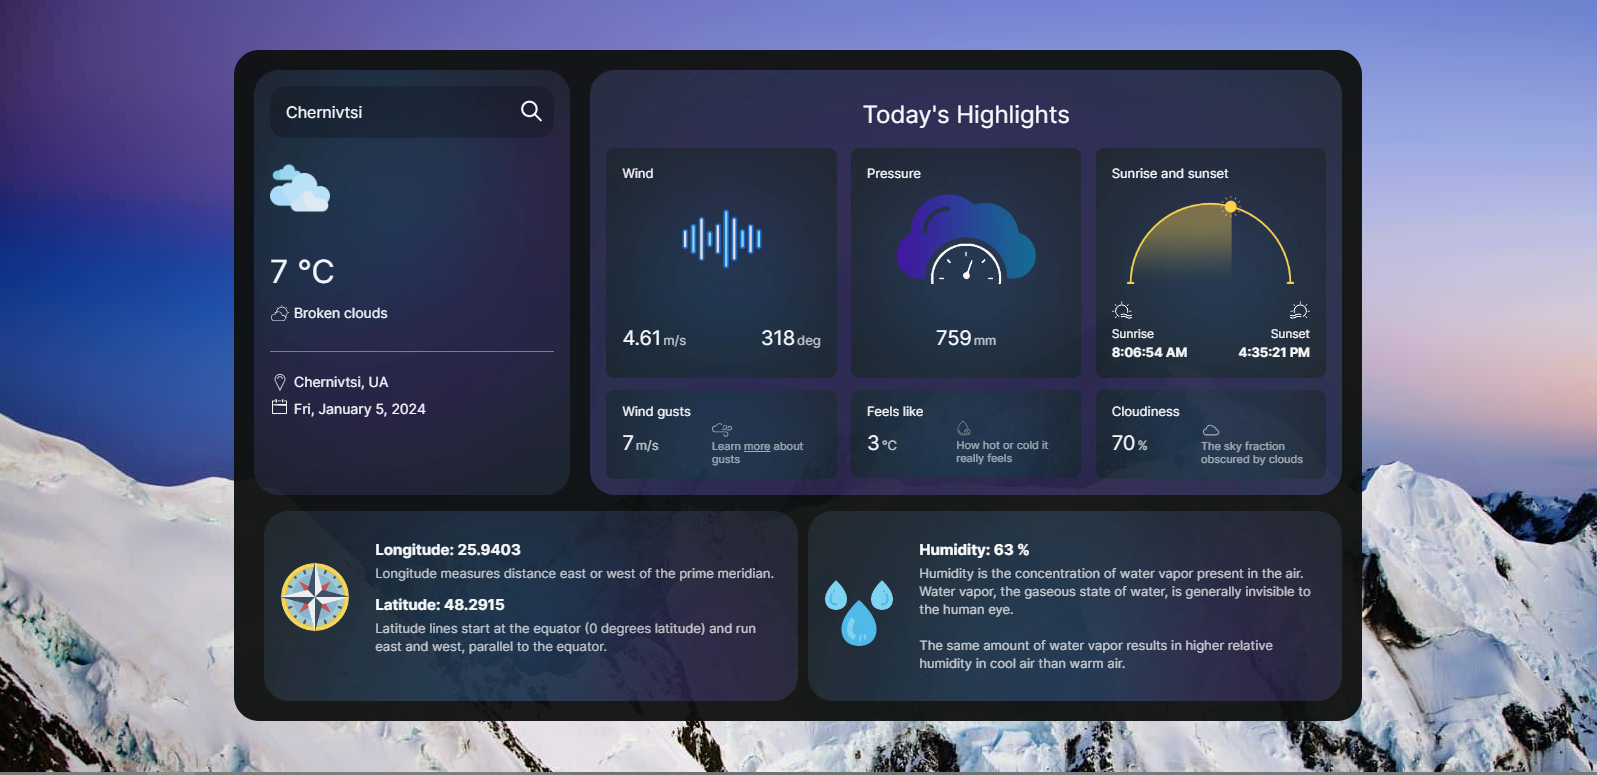 Chernivtsi
7 °C
Broken clouds
Chernivtsi, UA
Fri, January 5, 2024
Today's Highlights
Wind
4.61 m/s
318 deg
Pressure
759 mm
Sunrise and sunset
Sunrise
8:06:54 AM
Sunset
4:35:21 PM
Wind gusts
7 m/s
Learn more about
gusts
Feels like
3 °C
How hot or cold it
really feels
Cloudiness
70 %
The sky fraction
obscured by clouds
Longitude: 25.9403
Longitude measures distance east or west of the prime meridian.
Latitude: 48.2915
Latitude lines start at the equator (0 degrees latitude) and run
east and west, parallel to the equator.
Humidity: 63 %
Humidity is the concentration of water vapor present in the air.
Water vapor, the gaseous state of water, is generally invisible to
the human eye.
The same amount of water vapor results in higher relative
humidity in cool air than warm air.